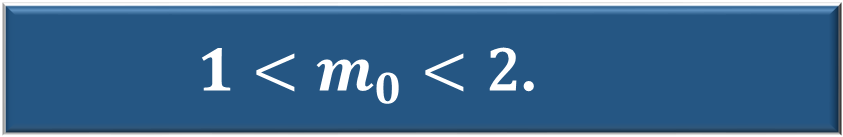 1 < m₀ < 2.